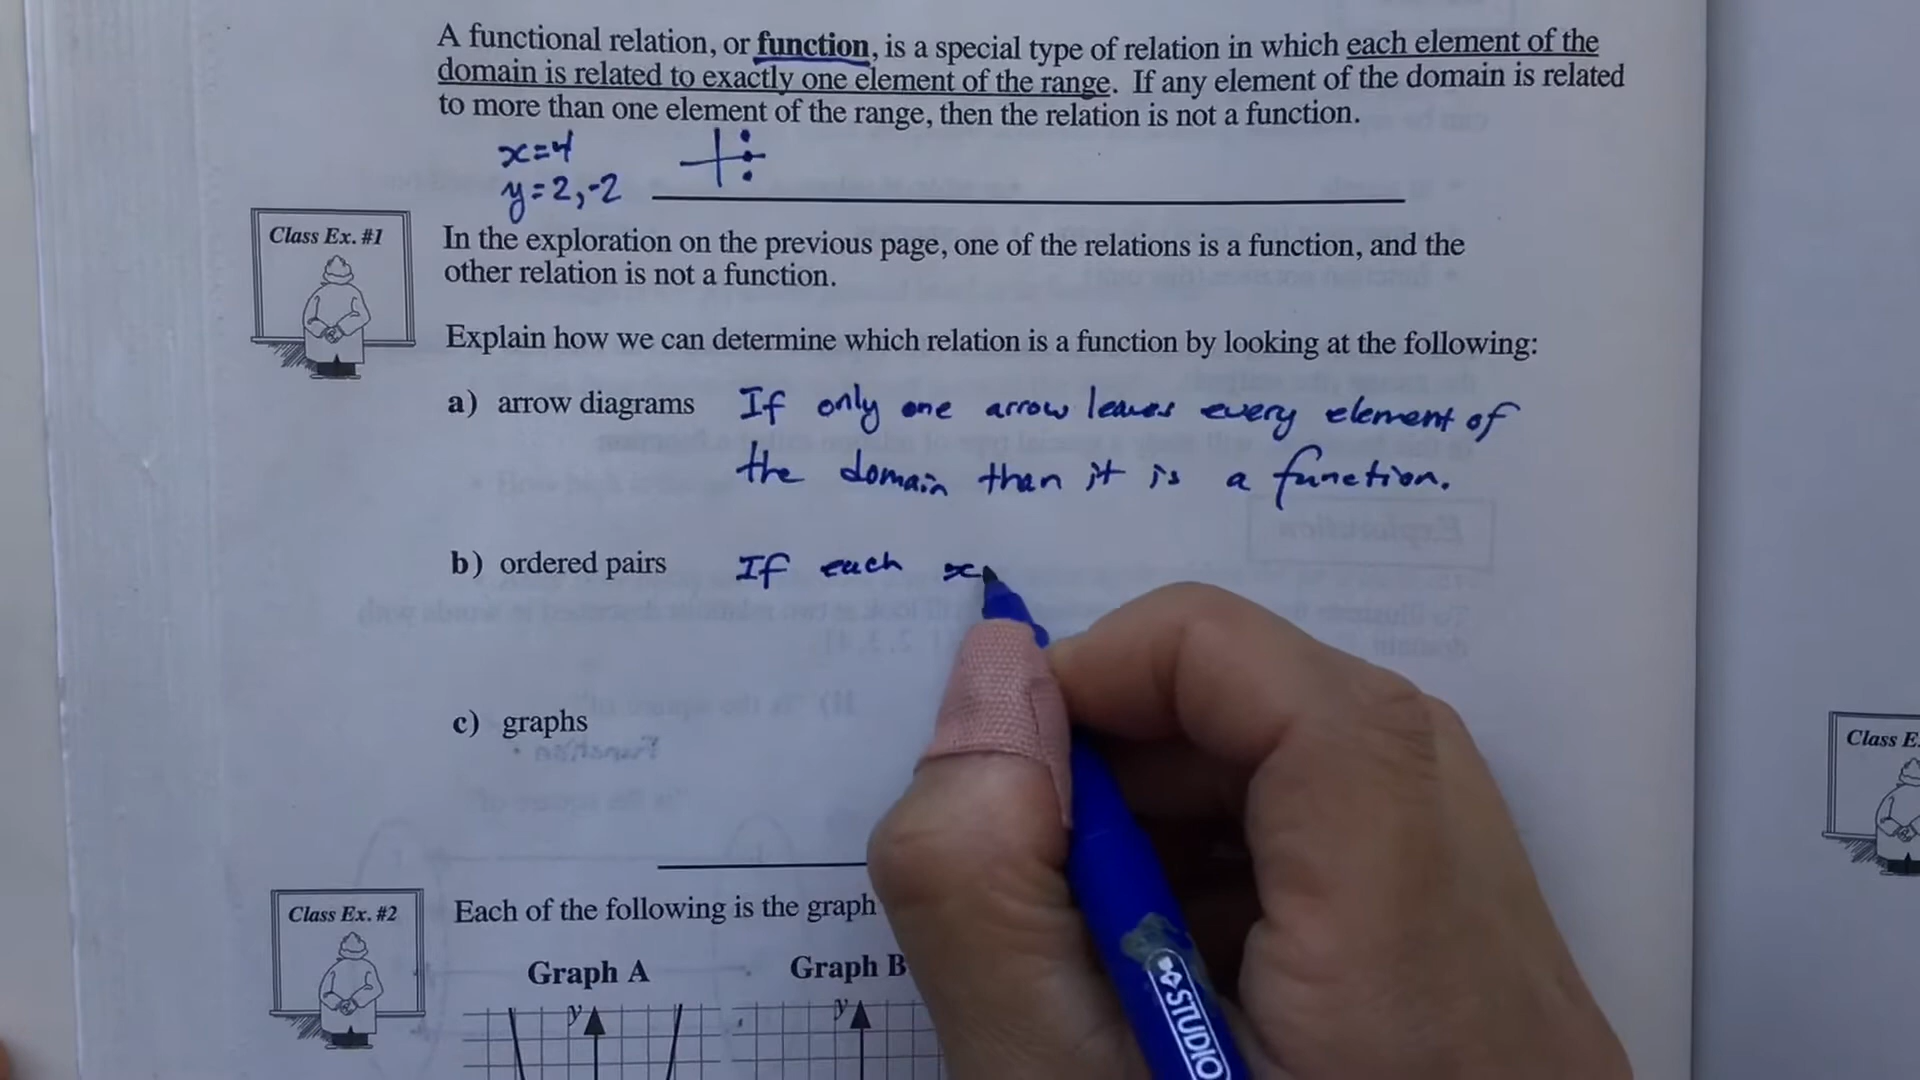 A functional relation, or function, is a special type of relation in which each element of the
domain is related to exactly one element of the range. If any element of the domain is related
to more than one element of the range, then the relation is not a function.
x=4
y=2,-2
Class Ex. #1
In the exploration on the previous page, one of the relations is a function, and the
other relation is not a function.
Explain how we can determine which relation is a function by looking at the following:
a) arrow diagrams If only one arrow leaves every element of
the domain than it is a function.
b) ordered pairs If each x
c) graphs
Class Ex. #2
Each of the following is the graph
Graph A Graph B
y y
STUDIO
Class E